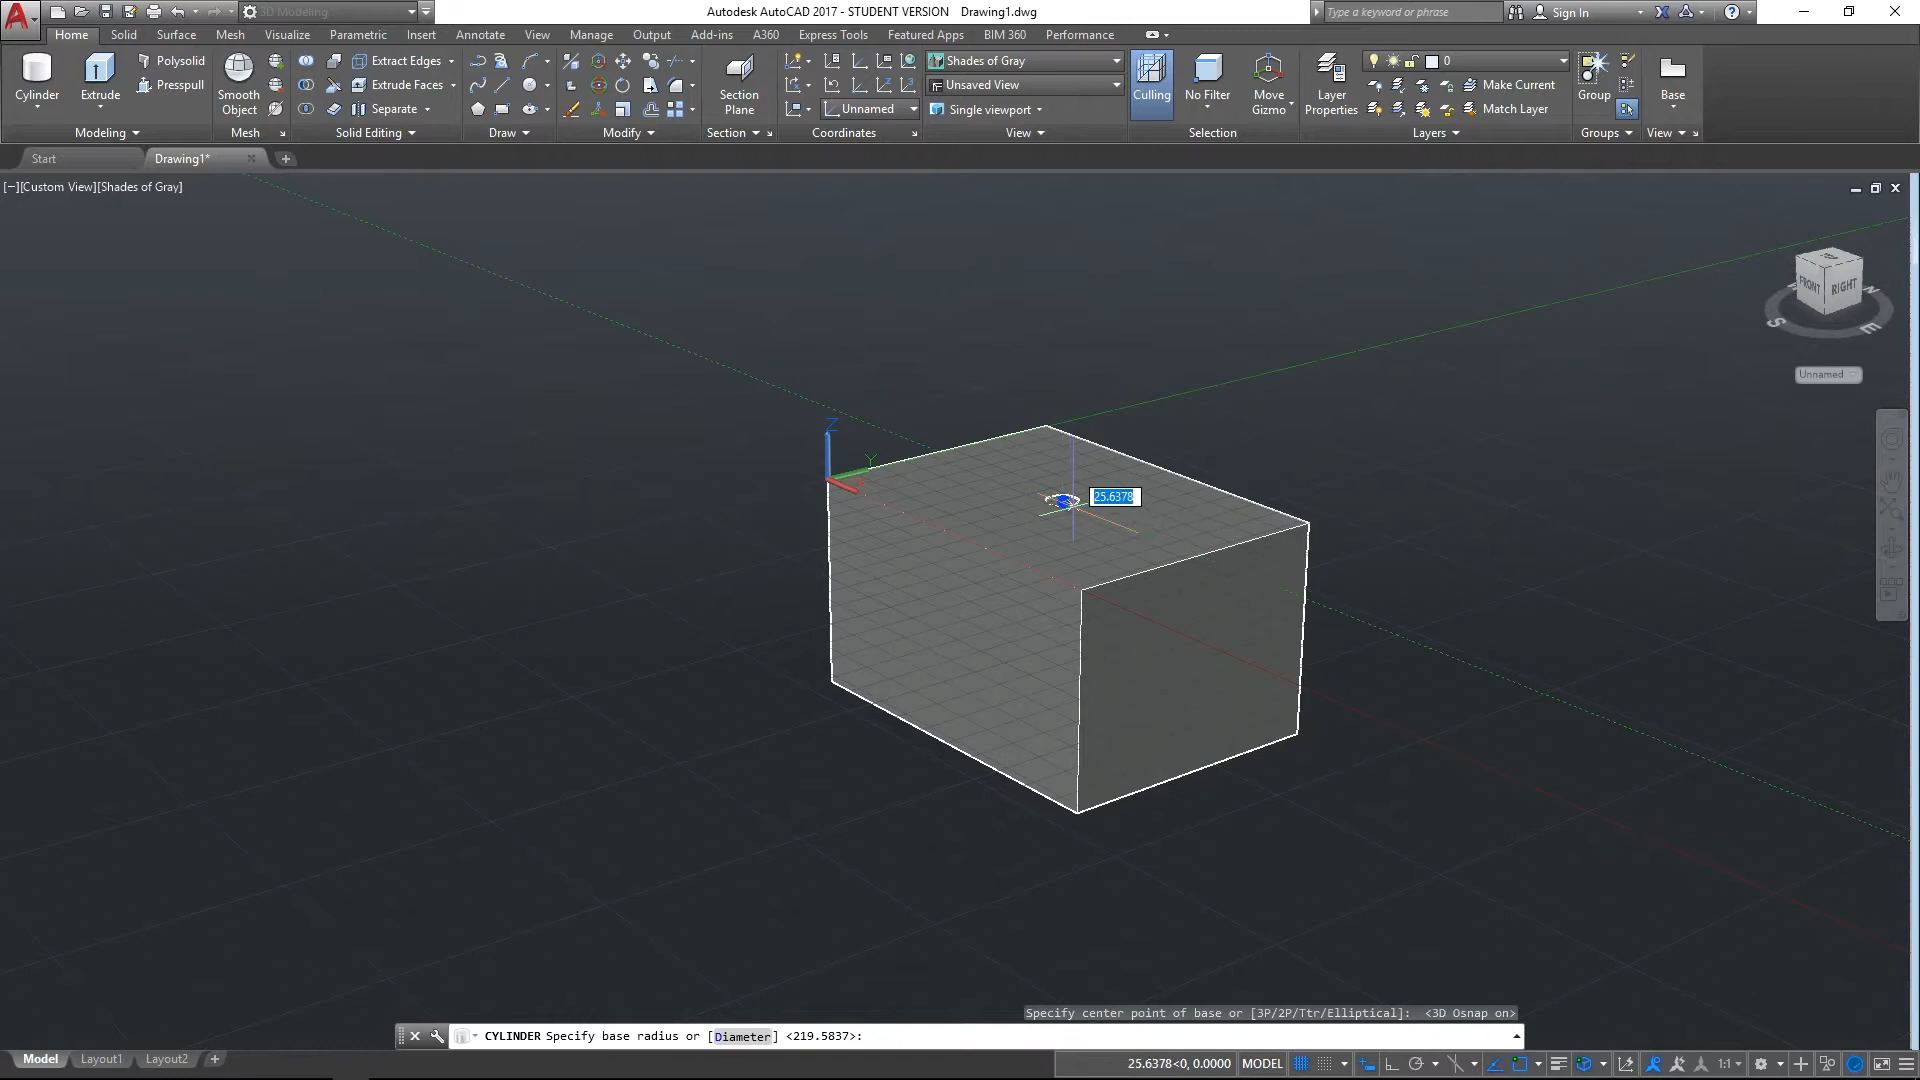 3D Modeling
Autodesk AutoCAD 2017 - STUDENT VERSION Drawing1.dwg
Type a keyword or phrase
Sign In
Home Solid Surface Mesh Visualize Parametric Insert Annotate View Manage Output Add-ins A360 Express Tools Featured Apps BIM 360 Performance
Cylinder
Extrude
Polysolid
Presspull
Modeling
Smooth Object
Mesh
Extract Edges
Extrude Faces
Separate
Solid Editing
Draw
Modify
Section Plane
Section
Unnamed
Coordinates
Shades of Gray
Unsaved View
Single viewport
View
Culling
No Filter
Move Gizmo
Selection
Layer Properties
0
Make Current
Match Layer
Layers
Group
Groups
Base
View
Start
Drawing1*
[−][Custom View][Shades of Gray]
FRONT
RIGHT
S
E
Unnamed
Z
Y
25.6378
Specify center point of base or [3P/2P/Ttr/Elliptical]: <3D Osnap on>
CYLINDER Specify base radius or [Diameter] <219.5837>:
Model Layout1 Layout2
25.6378<0, 0.0000 MODEL
1:1